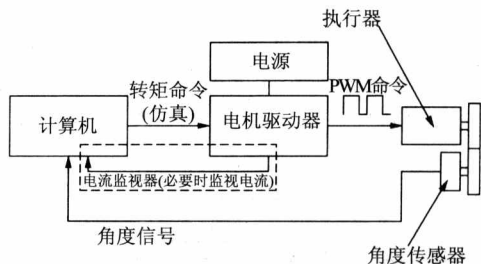 执行器
电源
转矩命令
(仿真)
PWM命令
计算机
电机驱动器
电流监视器(必要时监视电流)
角度信号
角度传感器